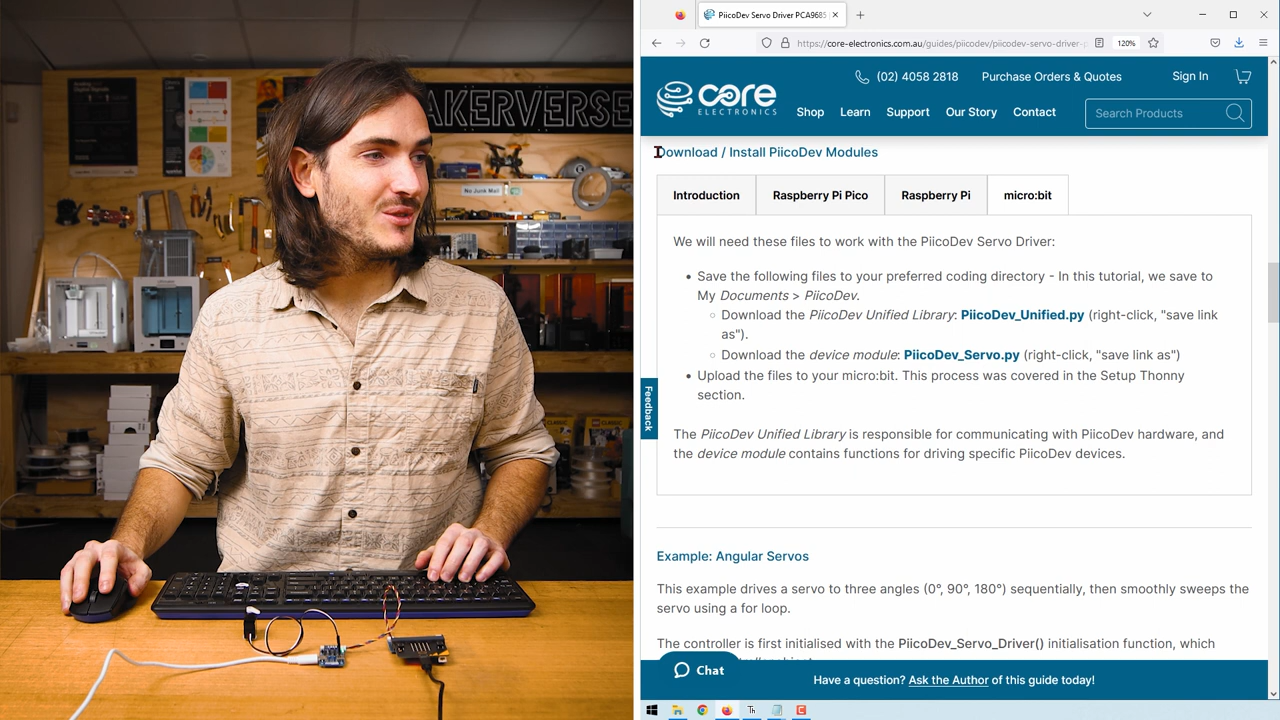 AKERVERSE
No Junk Mail
CLASSIC
PiicoDev Servo Driver PCA9685
https://core-electronics.com.au/guides/piicodev/piicodev-servo-driver-p
120%
(02) 4058 2818
Purchase Orders & Quotes
Sign In
core
ELECTRONICS
Shop
Learn
Support
Our Story
Contact
Search Products
Download / Install PiicoDev Modules
Introduction
Raspberry Pi Pico
Raspberry Pi
micro:bit
We will need these files to work with the PiicoDev Servo Driver:
• Save the following files to your preferred coding directory - In this tutorial, we save to
My Documents > PiicoDev.
○ Download the PiicoDev Unified Library: PiicoDev_Unified.py (right-click, "save link
as").
○ Download the device module: PiicoDev_Servo.py (right-click, "save link as")
• Upload the files to your micro:bit. This process was covered in the Setup Thonny
section.
The PiicoDev Unified Library is responsible for communicating with PiicoDev hardware, and
the device module contains functions for driving specific PiicoDev devices.
Feedback
Example: Angular Servos
This example drives a servo to three angles (0°, 90°, 180°) sequentially, then smoothly sweeps the
servo using a for loop.
The controller is first initialised with the PiicoDev_Servo_Driver() initialisation function, which
Chat
Have a question? Ask the Author of this guide today!
Th